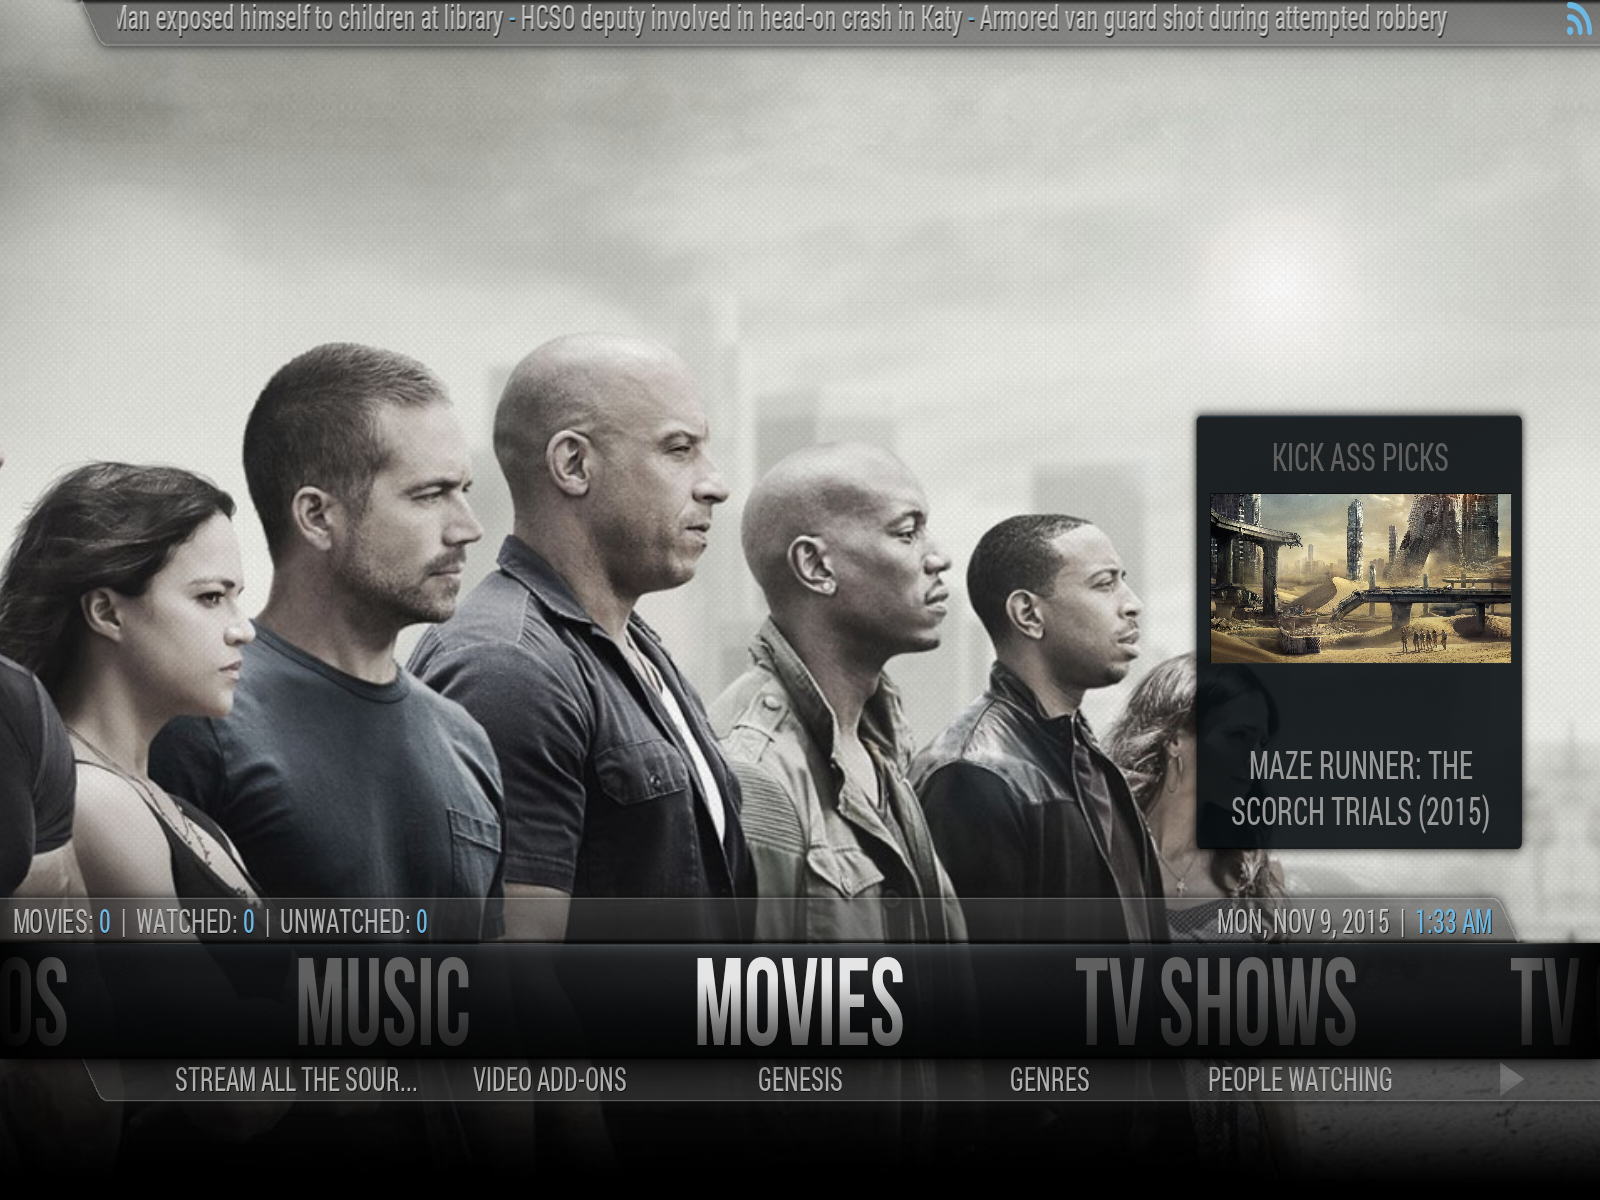 Man exposed himself to children at library - HCSO deputy involved in head-on crash in Katy - Armored van guard shot during attempted robbery
KICK ASS PICKS
MAZE RUNNER: THE
SCORCH TRIALS (2015)
MOVIES: 0 | WATCHED: 0 | UNWATCHED: 0
MON, NOV 9, 2015 | 1:33 AM
OS MUSIC MOVIES TV SHOWS TV
STREAM ALL THE SOUR... VIDEO ADD-ONS GENESIS GENRES PEOPLE WATCHING